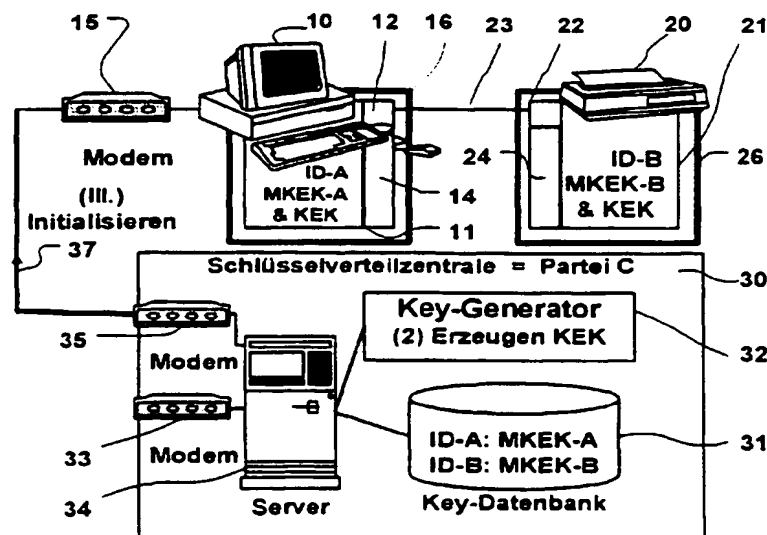 15
10
12
16
23
22
20
21
Modem
(III.)
Initialisieren
37
ID-A
MKEK-A
& KEK
14
11
24
ID-B
MKEK-B
& KEK
26
Schlüsselverteilzentrale = Partei C
30
35
Modem
Key-Generator
(2) Erzeugen KEK
32
33
Modem
34
Server
ID-A: MKEK-A
ID-B: MKEK-B
31
Key-Datenbank